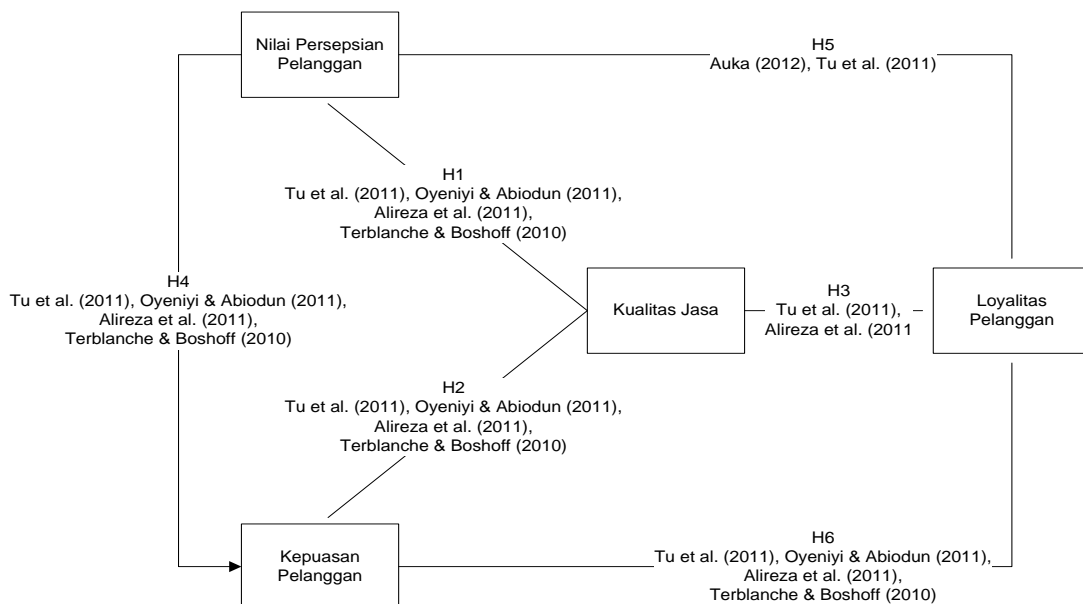 Nilai Persepsian
Pelanggan
H5
Auka (2012), Tu et al. (2011)
H1
Tu et al. (2011), Oyeniyi & Abiodun (2011),
Alireza et al. (2011),
Terblanche & Boshoff (2010)
H4
Tu et al. (2011), Oyeniyi & Abiodun (2011),
Alireza et al. (2011),
Terblanche & Boshoff (2010)
Kualitas Jasa
H3
Tu et al. (2011),
Alireza et al. (2011
Loyalitas
Pelanggan
H2
Tu et al. (2011), Oyeniyi & Abiodun (2011),
Alireza et al. (2011),
Terblanche & Boshoff (2010)
Kepuasan
Pelanggan
H6
Tu et al. (2011), Oyeniyi & Abiodun (2011),
Alireza et al. (2011),
Terblanche & Boshoff (2010)